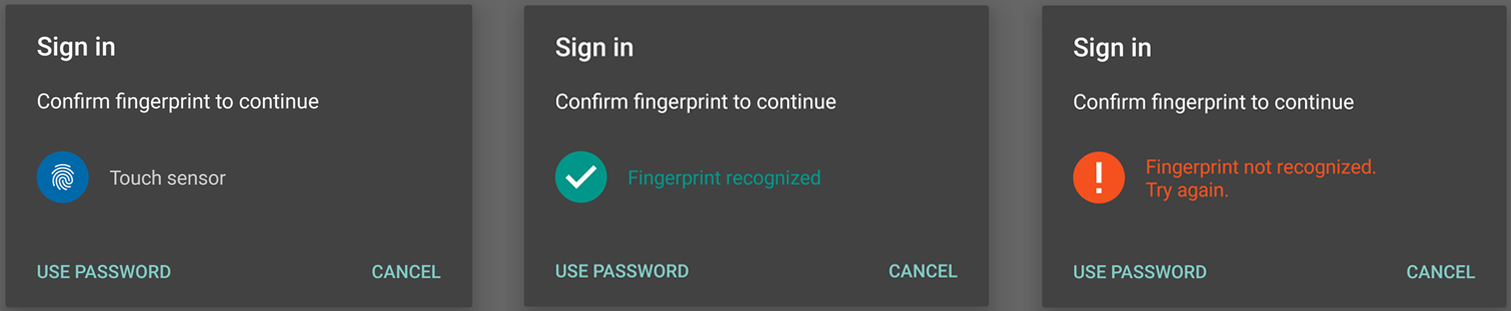 Sign in
Confirm fingerprint to continue
Touch sensor
USE PASSWORD CANCEL
Sign in
Confirm fingerprint to continue
Fingerprint recognized
USE PASSWORD CANCEL
Sign in
Confirm fingerprint to continue
Fingerprint not recognized.
Try again.
USE PASSWORD CANCEL